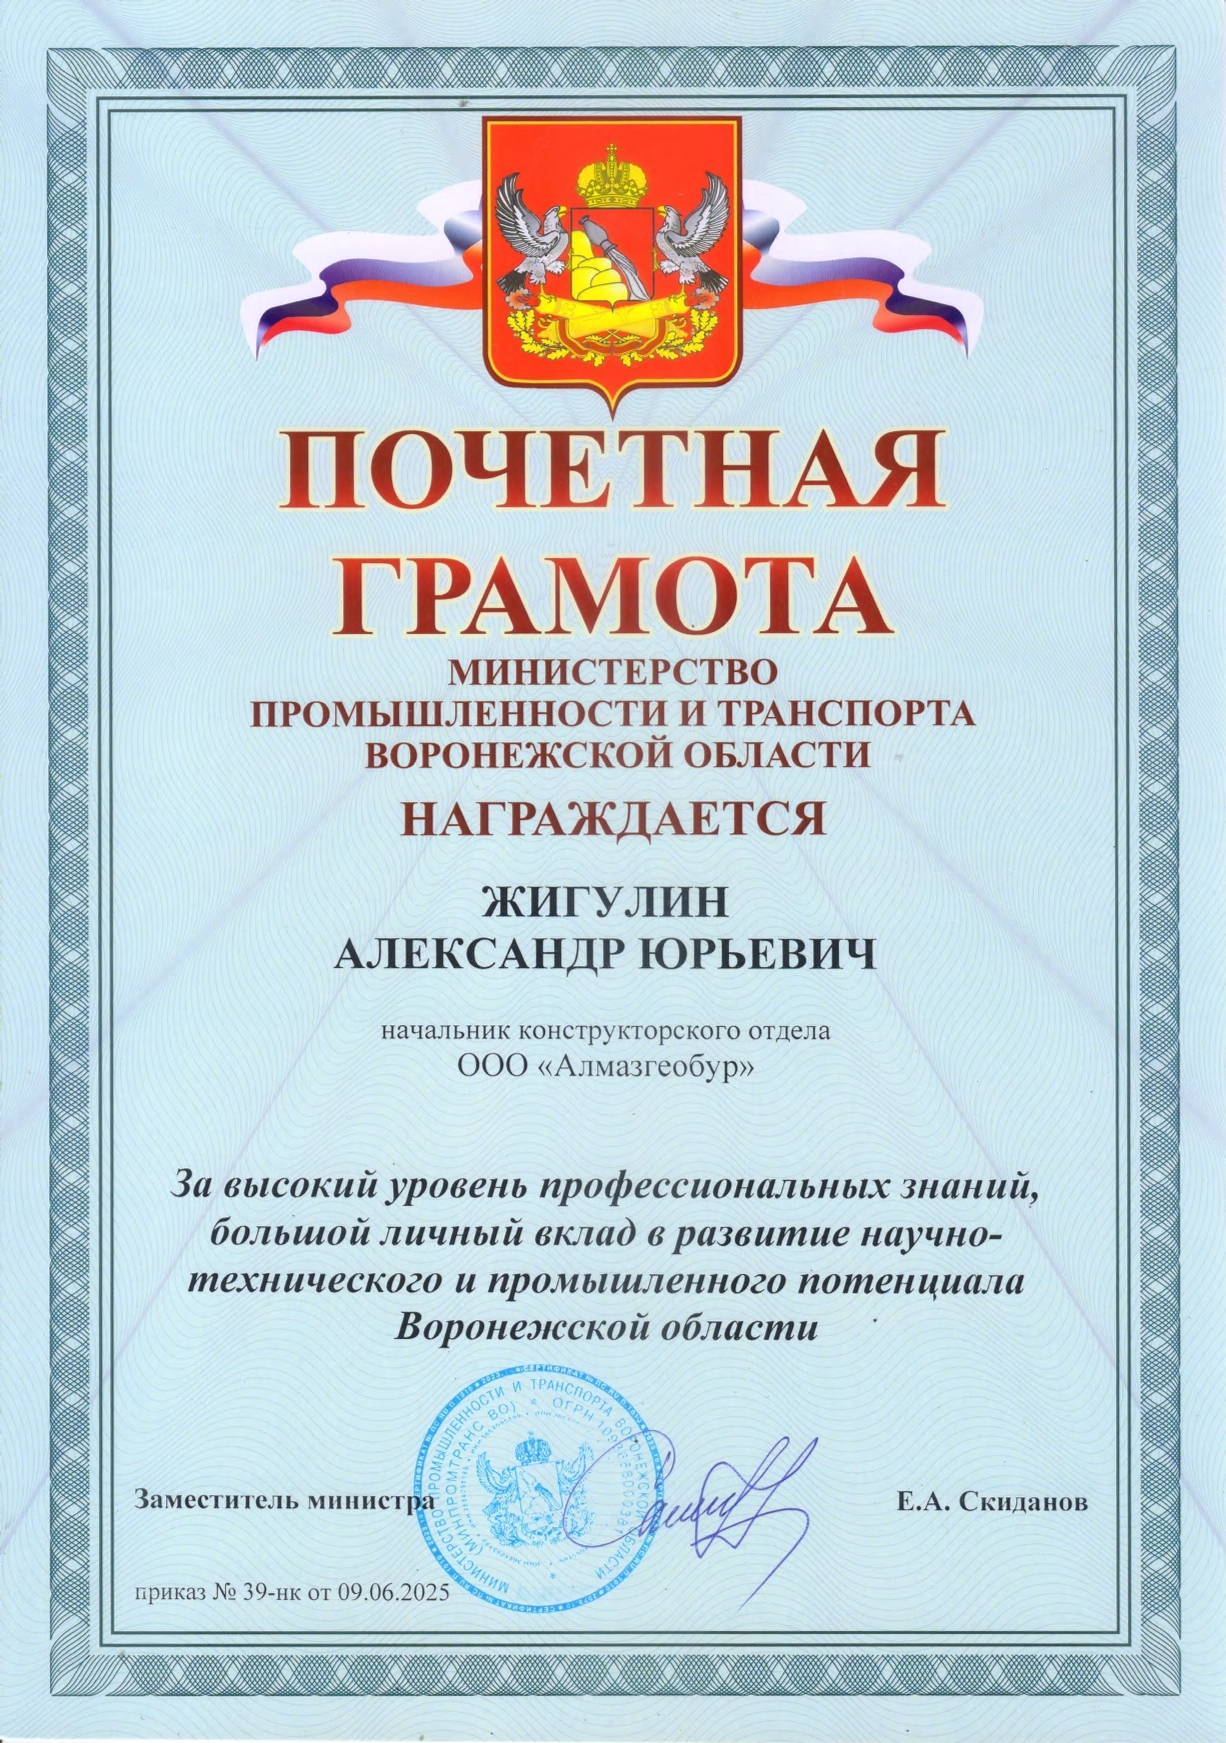 ПОЧЕТНАЯ
ГРАМОТА
МИНИСТЕРСТВО
ПРОМЫШЛЕННОСТИ И ТРАНСПОРТА
ВОРОНЕЖСКОЙ ОБЛАСТИ
НАГРАЖДАЕТСЯ
ЖИГУЛИН
АЛЕКСАНДР ЮРЬЕВИЧ
начальник конструкторского отдела
ООО «Алмазгеобур»
За высокий уровень профессиональных знаний,
большой личный вклад в развитие научно-
технического и промышленного потенциала
Воронежской области
МИНИСТЕРСТВО ПРОМЫШЛЕННОСТИ И ТРАНСПОРТА ВОРОНЕЖСКОЙ ОБЛАСТИ
(МИНПРОМТРАНС ВО) * ОГРН
Заместитель министра
Е.А. Скиданов
приказ № 39-нк от 09.06.2025